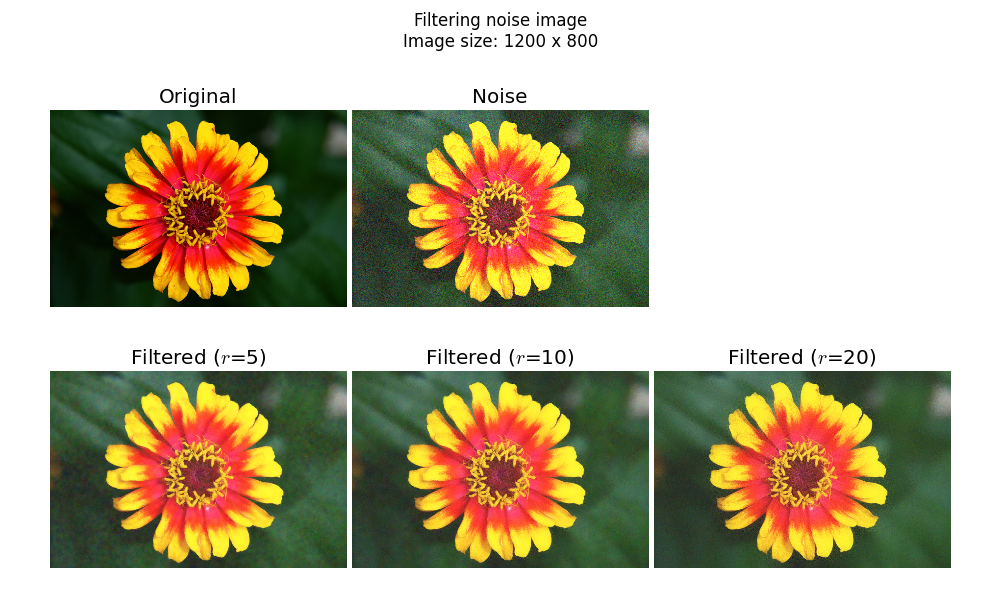 Filtering noise image
Image size: 1200 x 800
Original
Noise
Filtered (r=5)
Filtered (r=10)
Filtered (r=20)